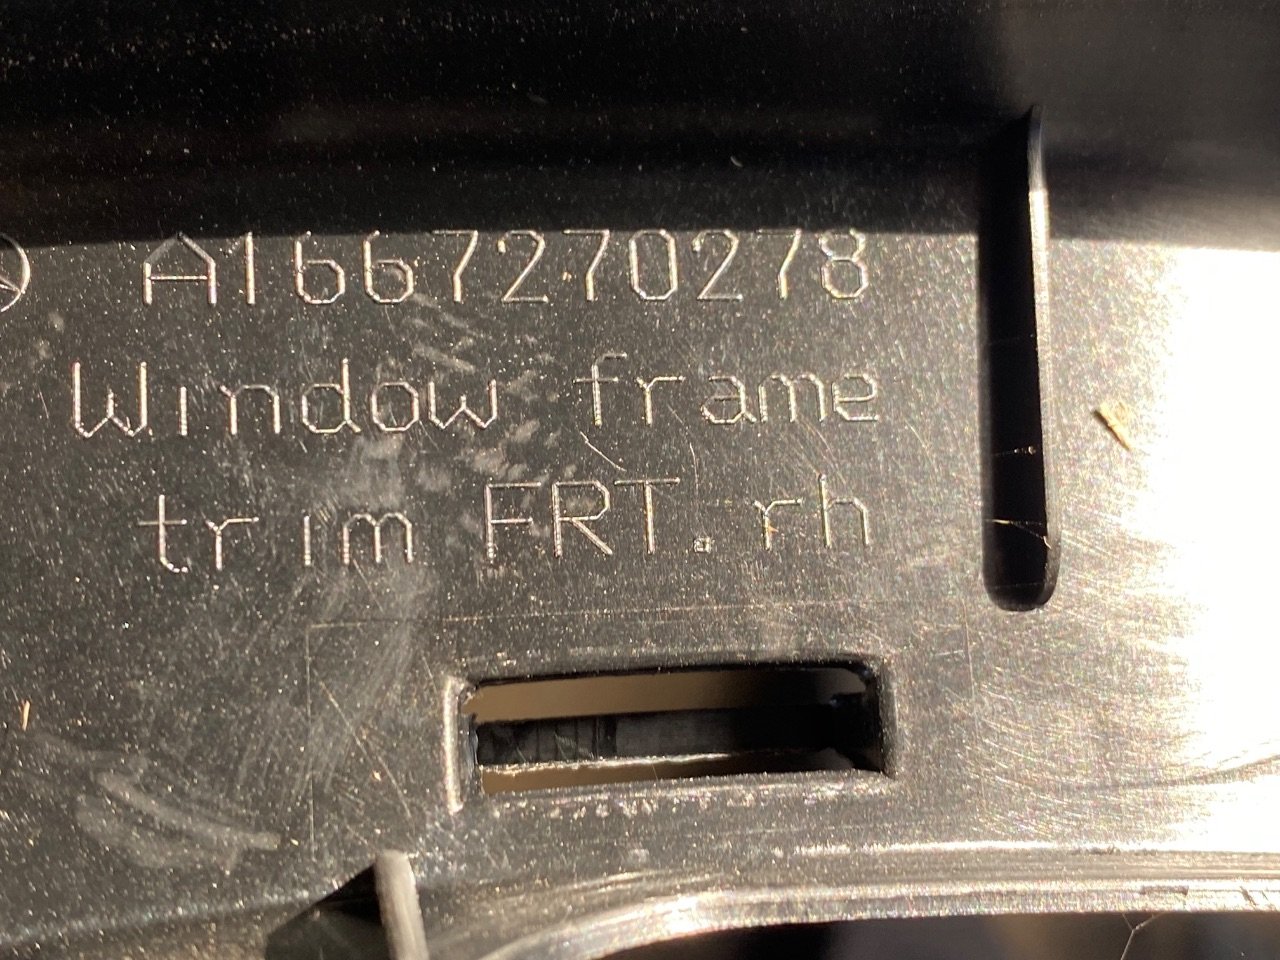 A1667270278
Window frame
trim FRT. rh